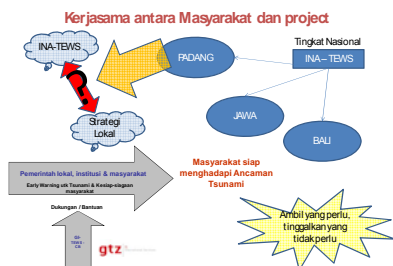 Kerjasama antara Masyarakat dan project
INA-TEWS
?
Strategi
Lokal
PADANG
Tingkat Nasional
INA – TEWS
JAWA
BALI
Pemerintah lokal, institusi & masyarakat
Early Warning utk Tsunami & Kesiap-siagaan
masyarakat
Dukungan / Bantuan
Masyarakat siap
menghadapi Ancaman
Tsunami
Ambil yang perlu,
tinggalkan yang
tidak perlu
gtz